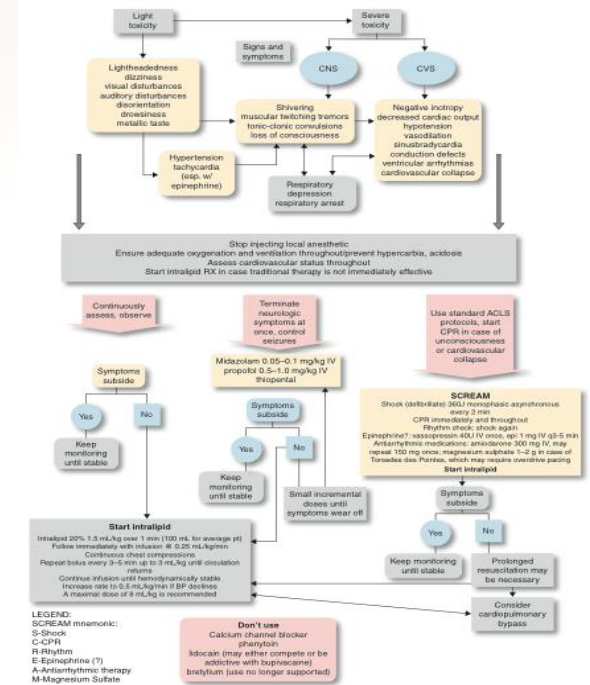 Light
toxicity
Severe
toxicity
Signs and
symptoms
CNS
CVS
Lightheadedness
dizziness
visual disturbances
auditory disturbances
disorientation
drowsiness
metallic taste
Shivering
muscular twitching tremors
tonic-clonic convulsions
loss of consciousness
Negative inotropy
decreased cardiac output
hypotension
vasodilation
sinusbradycardia
conduction defects
ventricular arrhythmias
cardiovascular collapse
Hypertension
tachycardia
(esp. w/
epinephrine)
Respiratory
depression
respiratory arrest
Stop injecting local anesthetic
Ensure adequate oxygenation and ventilation throughout/prevent hypercarbia, acidosis
Assess cardiovascular status throughout
Start intralipid RX in case traditional therapy is not immediately effective
Continuously
assess, observe
Terminate
neurologic
symptoms at
once, control
seizures
Use standard ACLS
protocols, start
CPR in case of
unconsciousness
or cardiovascular
collapse
Symptoms
subside
Yes
No
Keep
monitoring
until stable
Midazolam 0.05–0.1 mg/kg IV
propofol 0.5–1.0 mg/kg IV
thiopental
Symptoms
subside
Yes
No
Keep
monitoring
until stable
Small incremental
doses until
symptoms wear off
SCREAM
Shock (defibrillate) 360J monophasic asynchronous
every 2 min
CPR immediately and throughout
Rhythm check: shock again
Epinephrine?: vassopressin 40U IV once, epi 1 mg IV q3-5 min
Antiarrhythmic medications: amiodarone 300 mg IV, may
repeat 150 mg once; magnesium sulphate 1–2 g in case of
Torsades des Pointes, which may require overdrive pacing
Start intralipid
Symptoms
subside
Yes
No
Keep monitoring
until stable
Prolonged
resuscitation may
be necessary
Consider
cardiopulmonary
bypass
Start intralipid
Intralipid 20% 1.5 mL/kg over 1 min (100 mL for average pt)
Follow immediately with infusion @ 0.25 mL/kg/min
Continuous chest compressions
Repeat bolus every 3–5 min up to 3 mL/kg until circulation
returns
Continue infusion until hemodynamically stable
Increase rate to 0.5 mL/kg/min if BP declines
A maximal dose of 8 mL/kg is recommended
LEGEND:
SCREAM mnemonic:
S-Shock
C-CPR
R-Rhythm
E-Epinephrine (?)
A-Antiarrhythmic therapy
M-Magnesium Sulfate
Don't use
Calcium channel blocker
phenytoin
lidocain (may either compete or be
addictive with bupivacaine)
bretylium (use no longer supported)